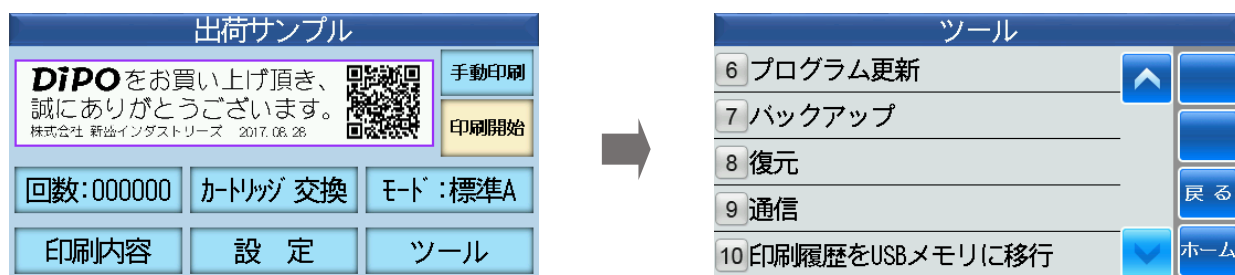 出荷サンプル
DiPOをお買い上げ頂き、
誠にありがとうございます。
株式会社 新盛インダストリーズ 2017.08.28
手動印刷
印刷開始
回数:000000
カートリッジ 交換
モード:標準A
印刷内容
設 定
ツール
ツール
6 プログラム更新
7 バックアップ
8 復元
9 通信
10 印刷履歴をUSBメモリに移行
戻 る
ホーム